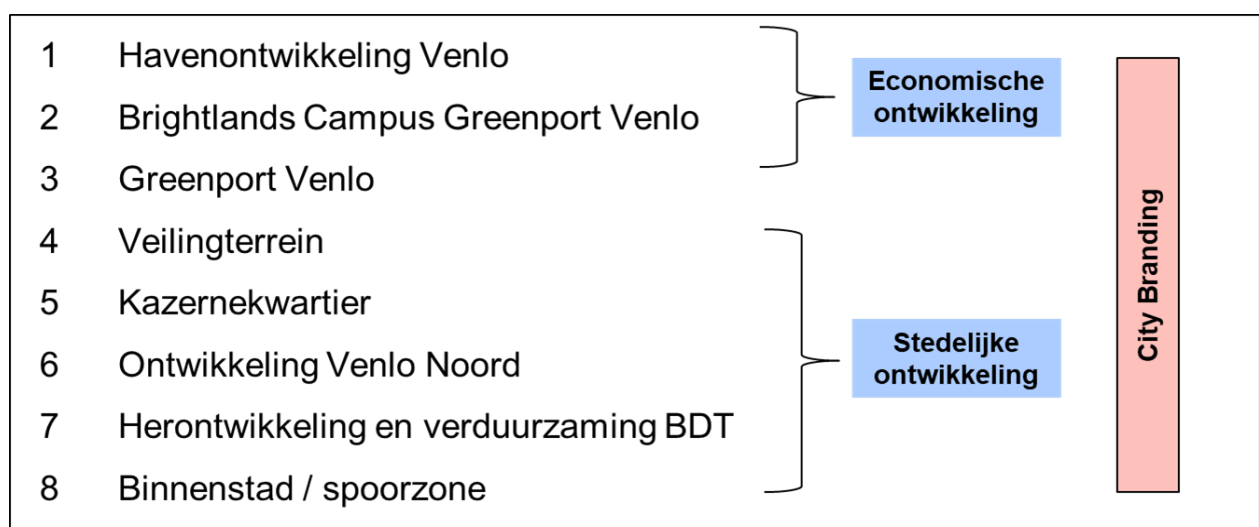 1 Havenontwikkeling Venlo
2 Brightlands Campus Greenport Venlo
3 Greenport Venlo
4 Veilingterrein
5 Kazernekwartier
6 Ontwikkeling Venlo Noord
7 Herontwikkeling en verduurzaming BDT
8 Binnenstad / spoorzone
Economische
ontwikkeling
Stedelijke
ontwikkeling
City Branding